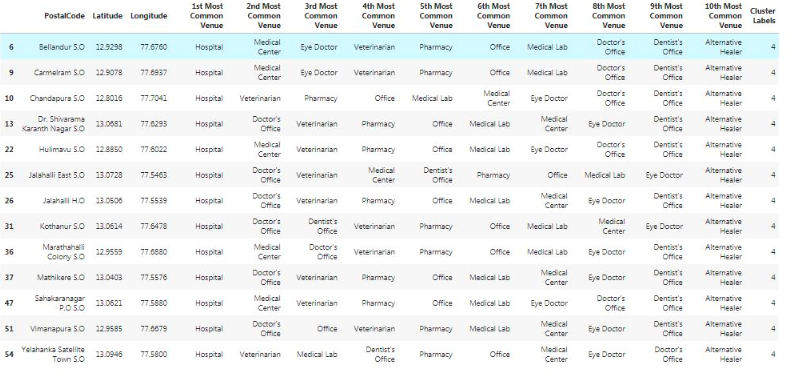 PostalCode Latitude Longitude 1st Most Common Venue 2nd Most Common Venue 3rd Most Common Venue 4th Most Common Venue 5th Most Common Venue 6th Most Common Venue 7th Most Common Venue 8th Most Common Venue 9th Most Common Venue 10th Most Common Venue Cluster Labels
6 Bellandur S.O 12.9298 77.6760 Hospital Medical Center Eye Doctor Veterinarian Pharmacy Office Medical Lab Doctor's Office Dentist's Office Alternative Healer 4
9 Carmelram S.O 12.9078 77.6937 Hospital Medical Center Eye Doctor Veterinarian Pharmacy Office Medical Lab Doctor's Office Dentist's Office Alternative Healer 4
10 Chandapura S.O 12.8016 77.7041 Hospital Veterinarian Pharmacy Office Medical Lab Medical Center Eye Doctor Doctor's Office Dentist's Office Alternative Healer 4
13 Dr. Shivarama Karanth Nagar S.O 13.0681 77.6293 Hospital Doctor's Office Veterinarian Pharmacy Office Medical Lab Medical Center Eye Doctor Dentist's Office Alternative Healer 4
22 Hulimavu S.O 12.8850 77.6022 Hospital Medical Center Veterinarian Pharmacy Office Medical Lab Eye Doctor Doctor's Office Dentist's Office Alternative Healer 4
25 Jalahalli East S.O 13.0728 77.5463 Hospital Doctor's Office Veterinarian Medical Center Dentist's Office Pharmacy Office Medical Lab Eye Doctor Alternative Healer 4
26 Jalahalli H.O 13.0506 77.5539 Hospital Doctor's Office Veterinarian Pharmacy Office Medical Lab Medical Center Eye Doctor Dentist's Office Alternative Healer 4
31 Kothanur S.O 13.0614 77.6478 Hospital Doctor's Office Dentist's Office Veterinarian Pharmacy Office Medical Lab Medical Center Eye Doctor Alternative Healer 4
36 Marathahalli Colony S.O 12.9559 77.6880 Hospital Medical Center Doctor's Office Veterinarian Pharmacy Office Medical Lab Eye Doctor Dentist's Office Alternative Healer 4
37 Mathikere S.O 13.0403 77.5576 Hospital Doctor's Office Veterinarian Pharmacy Office Medical Lab Medical Center Eye Doctor Dentist's Office Alternative Healer 4
47 Sahakaranagar P.O S.O 13.0621 77.5880 Hospital Medical Center Veterinarian Pharmacy Office Medical Lab Eye Doctor Doctor's Office Dentist's Office Alternative Healer 4
51 Vimanapura S.O 12.9585 77.6679 Hospital Doctor's Office Office Veterinarian Pharmacy Medical Lab Medical Center Eye Doctor Dentist's Office Alternative Healer 4
54 Yelahanka Satellite Town S.O 13.0946 77.5800 Hospital Veterinarian Medical Lab Dentist's Office Pharmacy Office Medical Center Eye Doctor Doctor's Office Alternative Healer 4